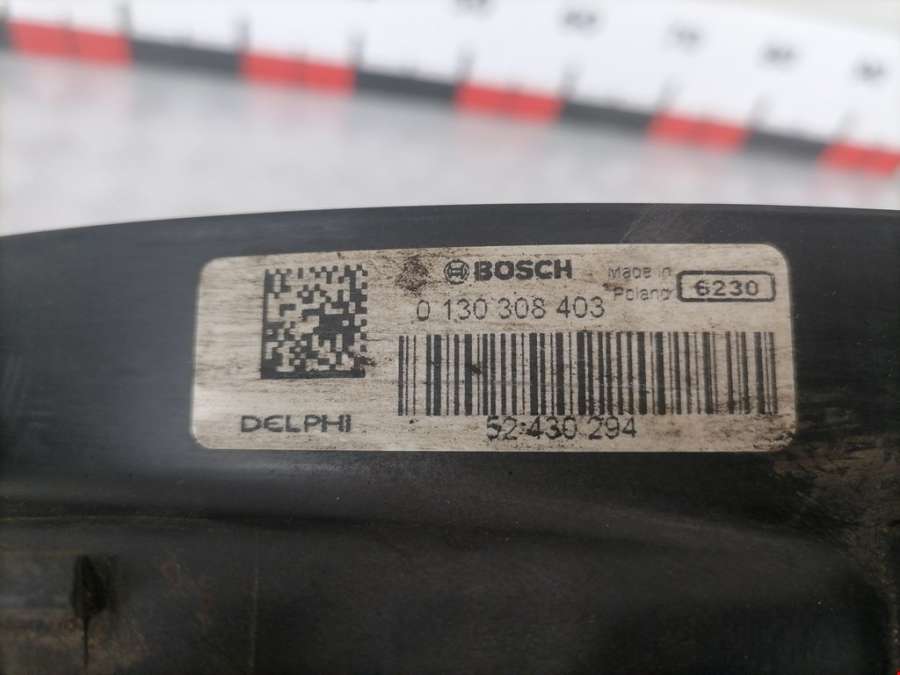 BOSCH
Made in
Poland
6230
0 130 308 403
DELPHI
52 430 294